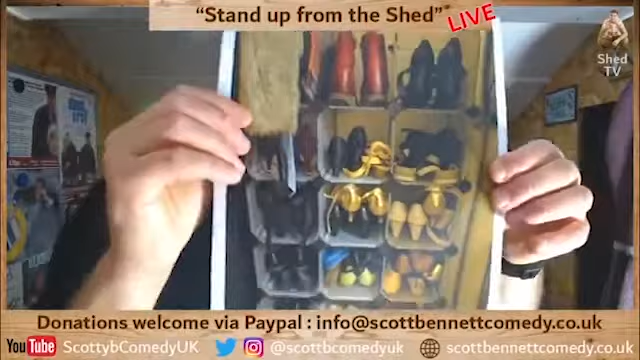 “Stand up from the Shed”
LIVE
Shed
TV
Donations welcome via Paypal : info@scottbennettcomedy.co.uk
YouTube ScottybComedyUK @scottbcomedyuk scottbennettcomedy.co.uk